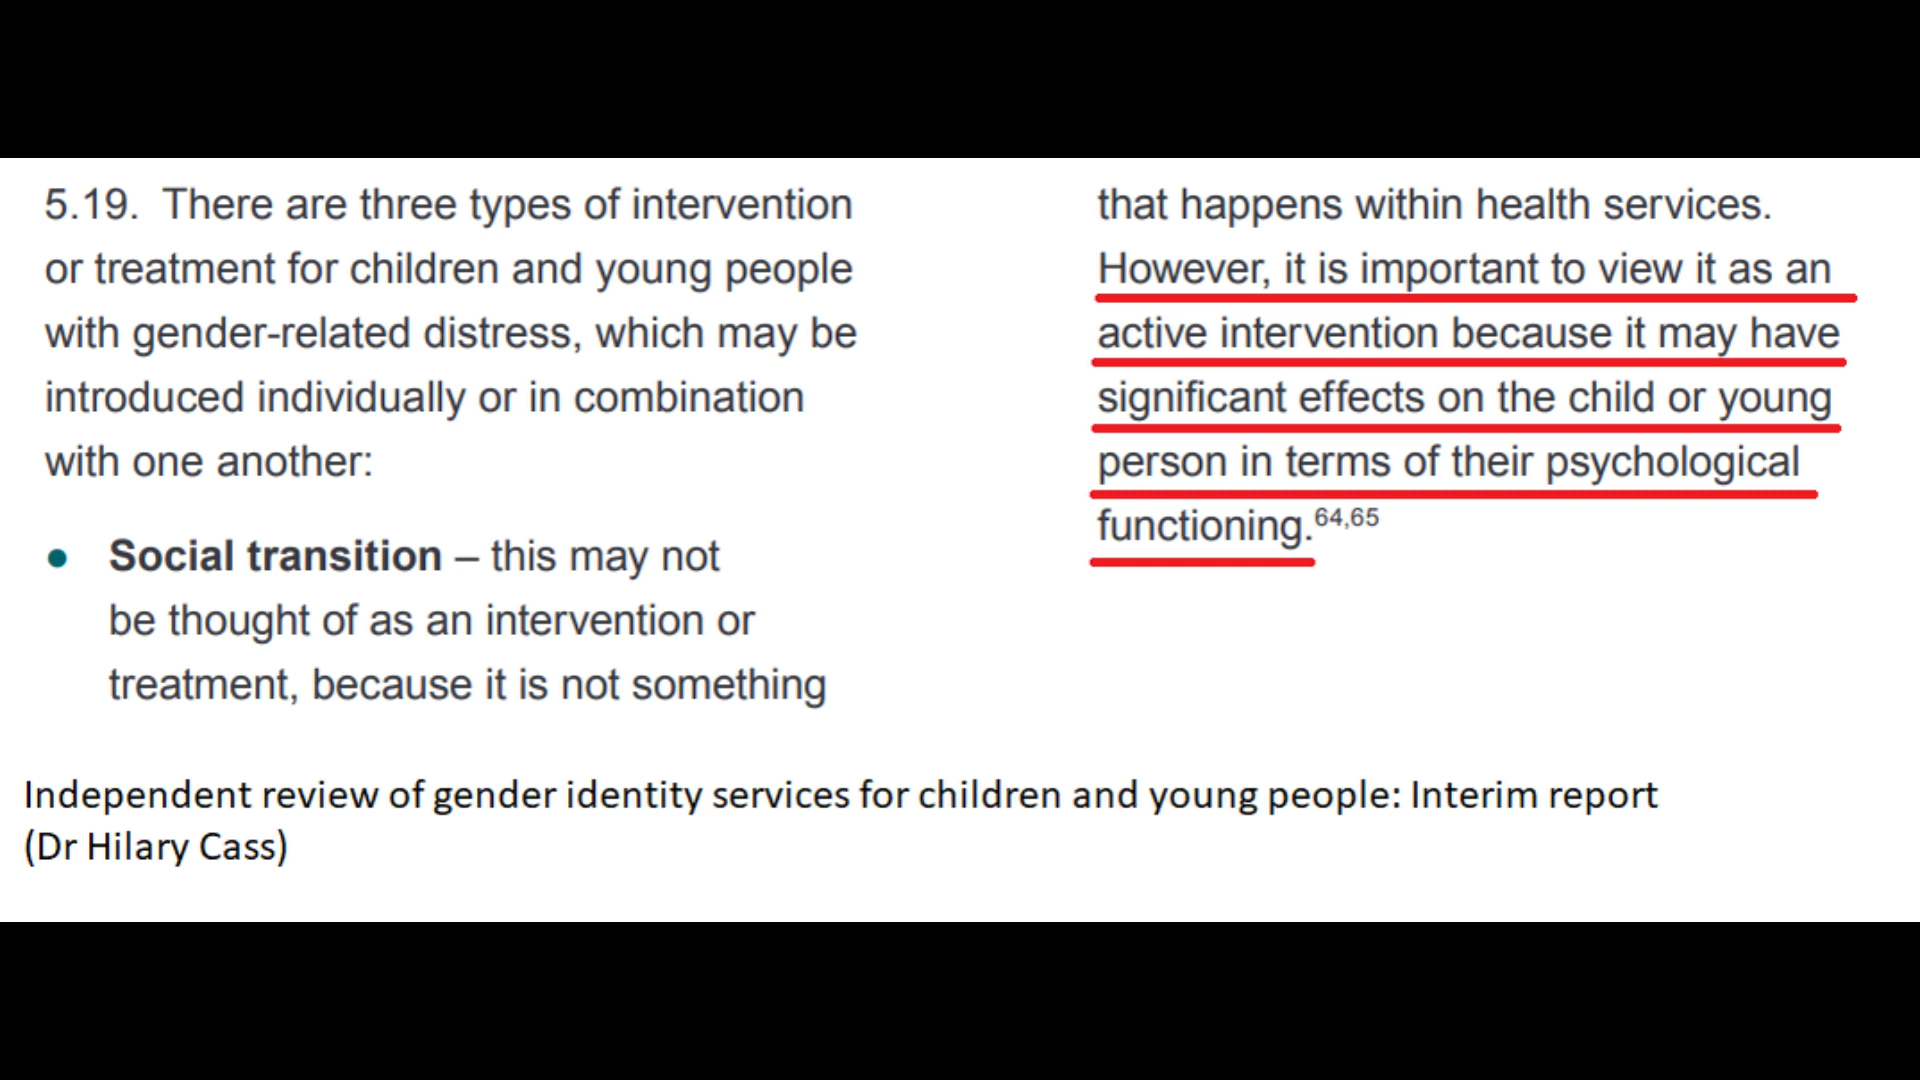 5.19. There are three types of intervention
or treatment for children and young people
with gender-related distress, which may be
introduced individually or in combination
with one another:
• Social transition – this may not
be thought of as an intervention or
treatment, because it is not something
that happens within health services.
However, it is important to view it as an
active intervention because it may have
significant effects on the child or young
person in terms of their psychological
functioning.64,65
Independent review of gender identity services for children and young people: Interim report
(Dr Hilary Cass)